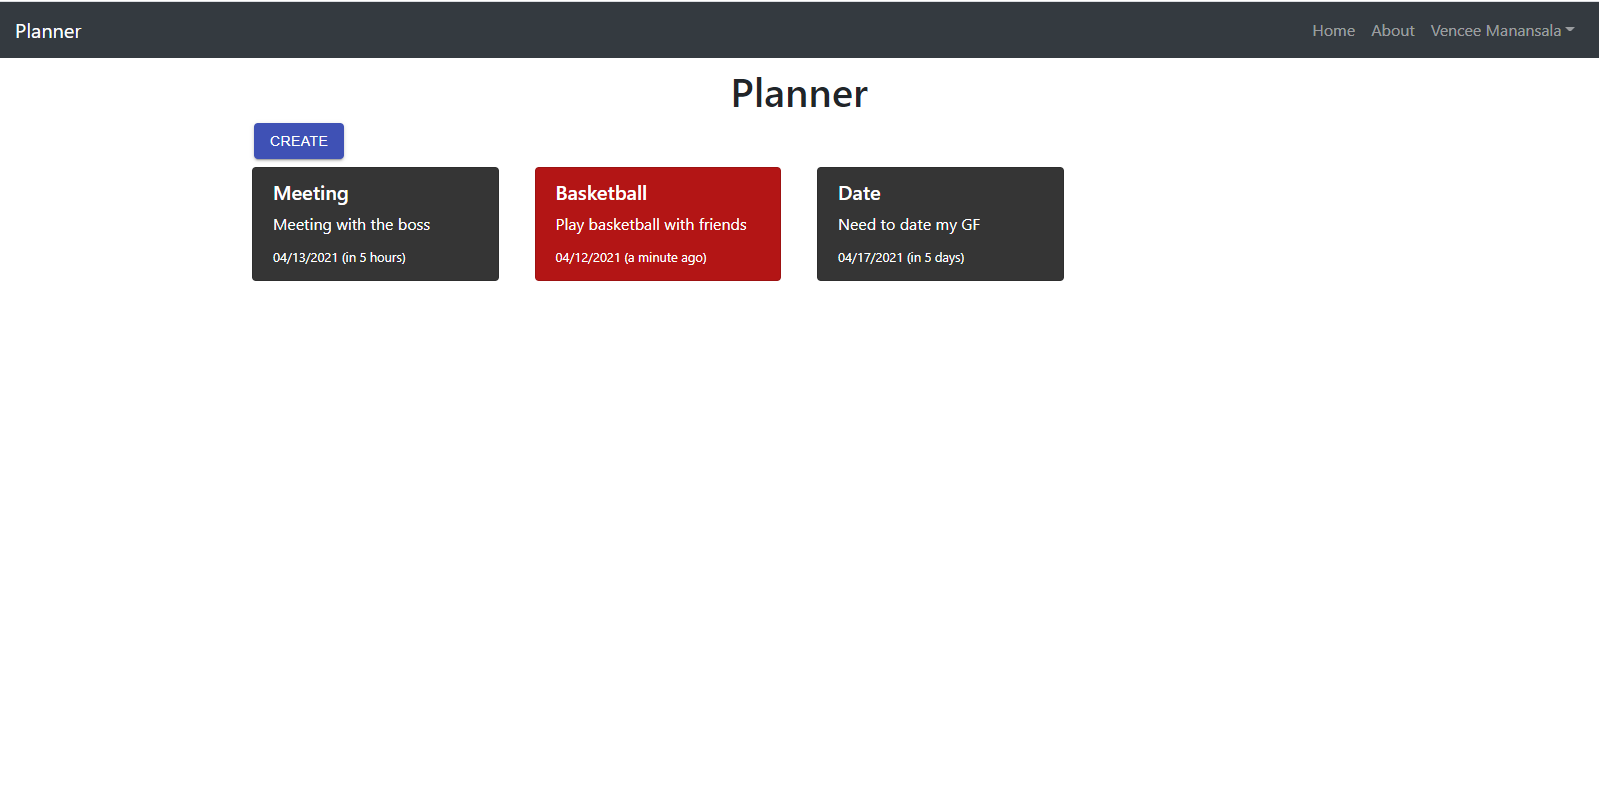 Planner
Home About Vencee Manansala
Planner
CREATE
Meeting
Meeting with the boss
04/13/2021 (in 5 hours)
Basketball
Play basketball with friends
04/12/2021 (a minute ago)
Date
Need to date my GF
04/17/2021 (in 5 days)